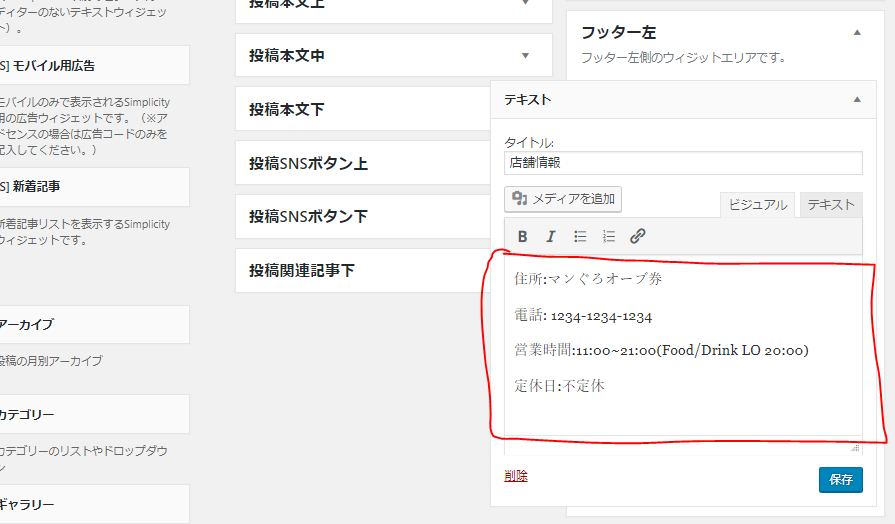 ディターのないテキストウィジェッ
ト）。
S] モバイル用広告
モバイルのみで表示されるSimplicity
用の広告ウィジェットです。（※ア
ドセンスの場合は広告コードのみを
記入してください。）
S] 新着記事
新着記事リストを表示するSimplicity
ウィジェットです。
アーカイブ
投稿の月別アーカイブ
カテゴリー
カテゴリーのリストやドロップダウ
ン
ギャラリー
投稿本文上
投稿本文中
投稿本文下
投稿SNSボタン上
投稿SNSボタン下
投稿関連記事下
フッター左
フッター左側のウィジットエリアです。
テキスト
タイトル:
店舗情報
メディアを追加
ビジュアル
テキスト
B I
住所:マンぐろオーブ券
電話: 1234-1234-1234
営業時間:11:00~21:00(Food/Drink LO 20:00)
定休日:不定休
削除
保存